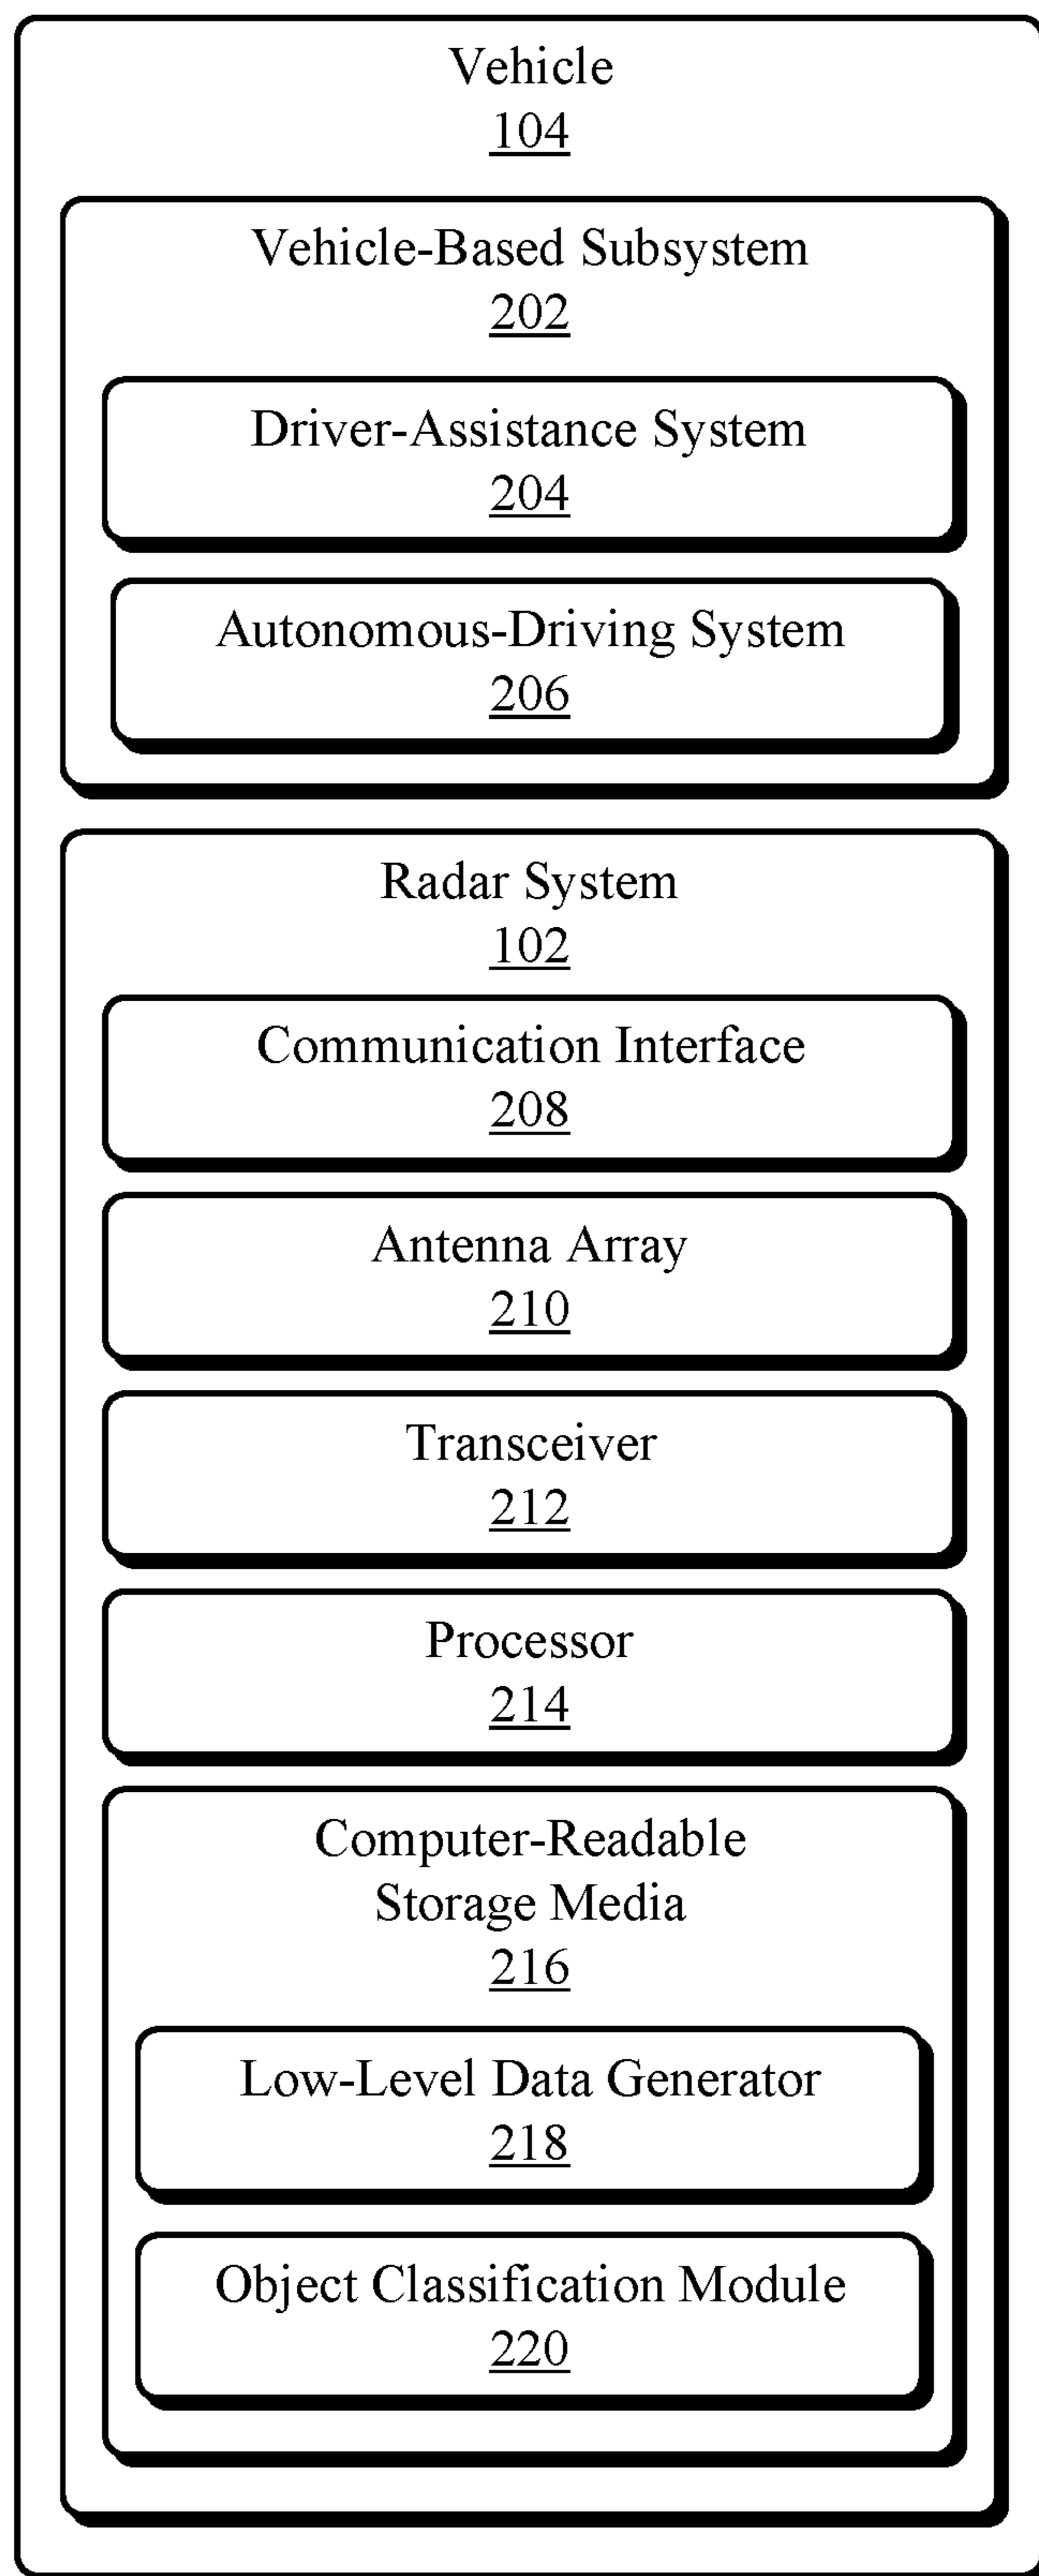 Vehicle
104
Vehicle-Based Subsystem
202
Driver-Assistance System
204
Autonomous-Driving System
206
Radar System
102
Communication Interface
208
Antenna Array
210
Transceiver
212
Processor
214
Computer-Readable
Storage Media
216
Low-Level Data Generator
218
Object Classification Module
220